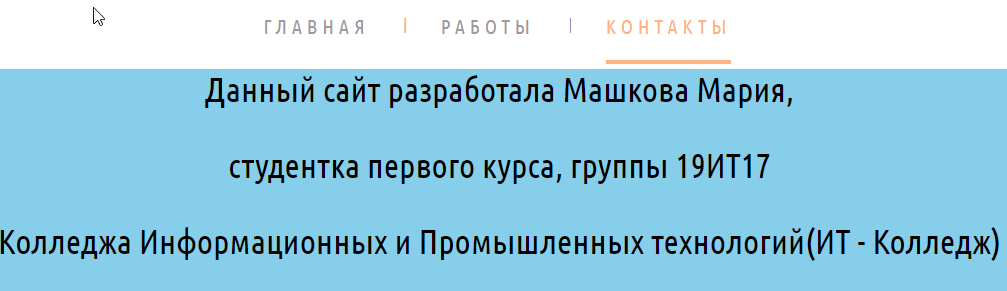 ГЛАВНАЯ | РАБОТЫ | КОНТАКТЫ
Данный сайт разработала Машкова Мария,
студентка первого курса, группы 19ИТ17
Колледжа Информационных и Промышленных технологий(ИТ - Колледж)